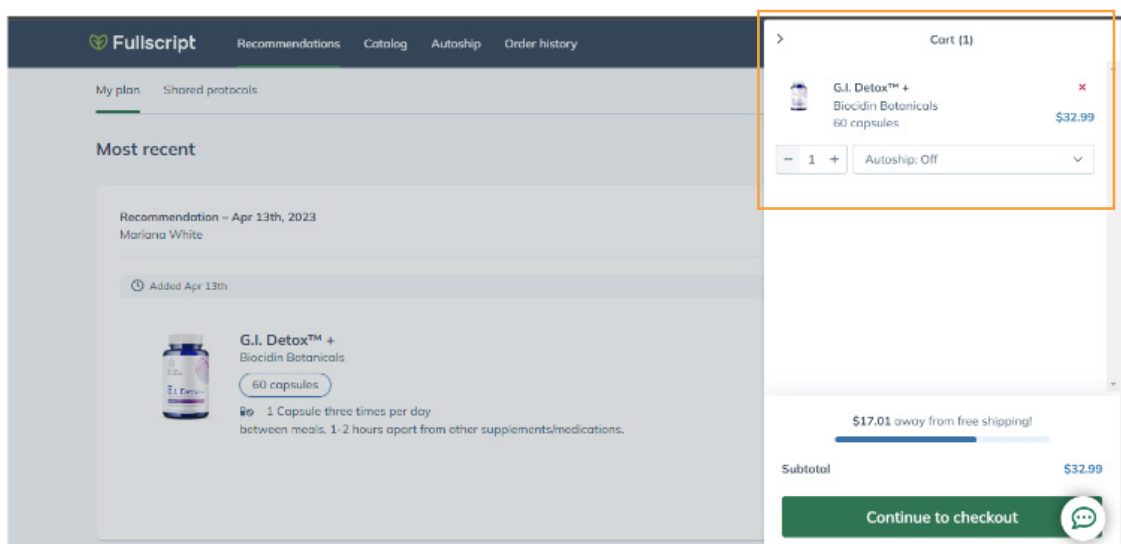 Fullscript
Recommendations Catalog Autoship Order history
My plan Shared protocols
Most recent
Recommendation – Apr 13th, 2023
Mariana White
Added Apr 13th
G.I. Detox™ +
Biocidin Botanicals
60 capsules
1 Capsule three times per day
between meals. 1-2 hours apart from other supplements/medications.
G.I. Detox+
Cart (1)
G.I. Detox™ +
Biocidin Botanicals
60 capsules
$32.99
− 1 +
Autoship: Off
$17.01 away from free shipping!
Subtotal $32.99
Continue to checkout